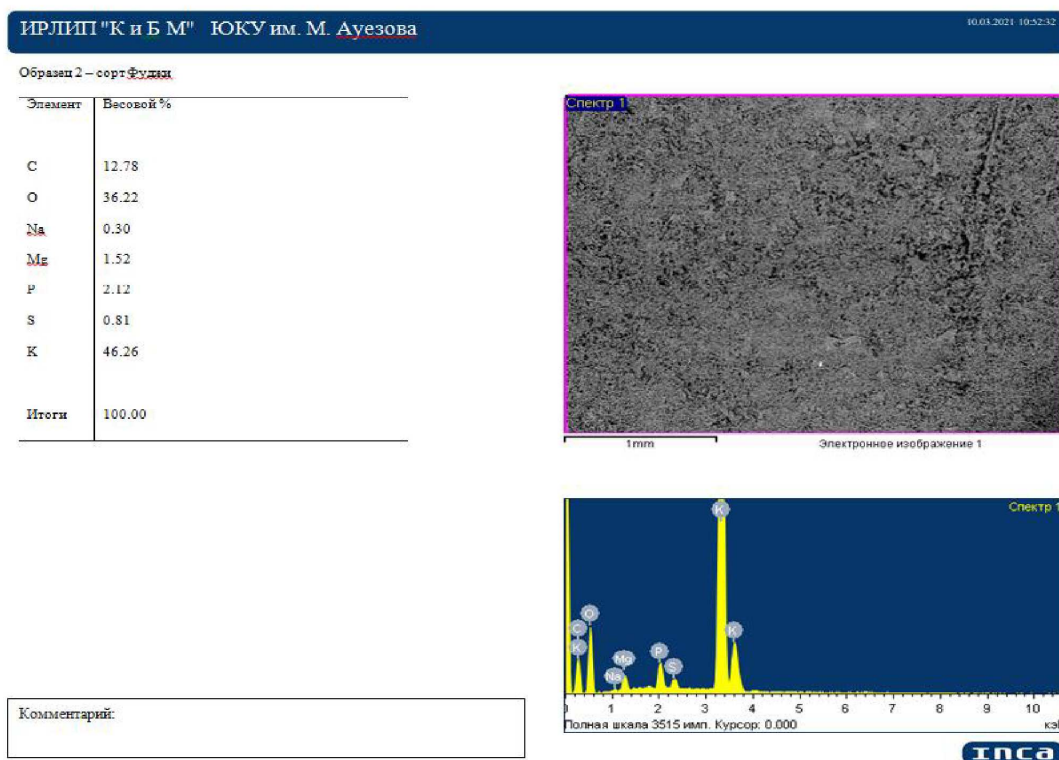 ИРЛИП "К и Б М" ЮКУ им. М. Ауезова
10.03.2021 10:52:32
Образец 2 – сорт Фуджи
Элемент Весовой %
C 12.78
O 36.22
Na 0.30
Mg 1.52
P 2.12
S 0.81
K 46.26
Итоги 100.00
Комментарий:
Спектр 1
1mm Электронное изображение 1
Спектр 1
K
O
C
K
K
Mg
P
S
Na
1 2 3 4 5 6 7 8 9 10
Полная шкала 3515 имп. Курсор: 0.000 кэ
INCA